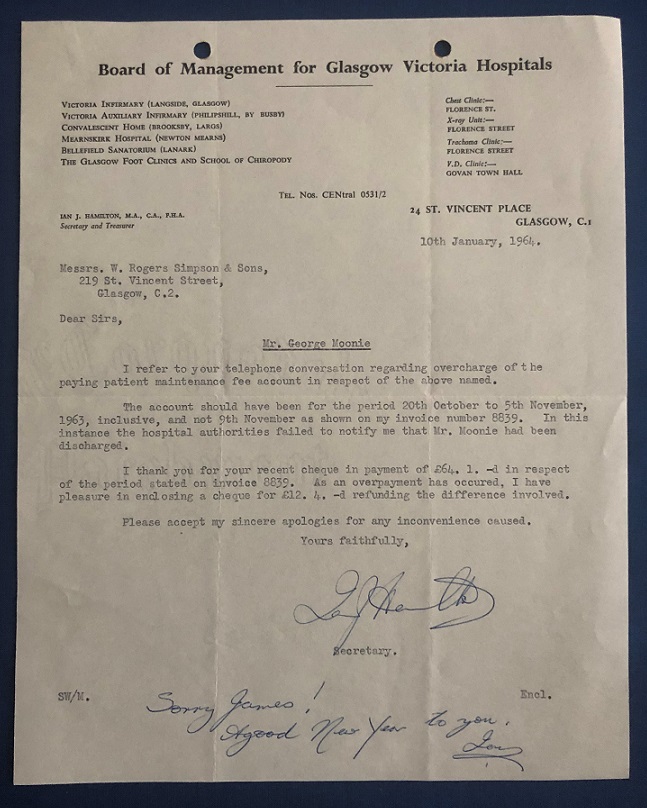 Board of Management for Glasgow Victoria Hospitals
VICTORIA INFIRMARY (LANGSIDE, GLASGOW)
VICTORIA AUXILIARY INFIRMARY (PHILIPSHILL, BY BUSBY)
CONVALESCENT HOME (BROOKSBY, LARGS)
MEARNSKIRK HOSPITAL (NEWTON MEARNS)
BELLEFIELD SANATORIUM (LANARK)
THE GLASGOW FOOT CLINICS AND SCHOOL OF CHIROPODY
Chest Clinic:—
FLORENCE ST.
X-ray Unit:—
FLORENCE STREET
Trachoma Clinic:—
FLORENCE STREET
V.D. Clinic:—
GOVAN TOWN HALL
TEL. NOS. CENtral 0531/2
IAN J. HAMILTON, M.A., C.A., F.H.A.
Secretary and Treasurer
24 ST. VINCENT PLACE
GLASGOW, C.1
10th January, 1964.
Messrs. W. Rogers Simpson & Sons,
219 St. Vincent Street,
Glasgow, C.2.
Dear Sirs,
Mr. George Moonie
I refer to your telephone conversation regarding overcharge of the
paying patient maintenance fee account in respect of the above named.
The account should have been for the period 20th October to 5th November,
1963, inclusive, and not 9th November as shown on my invoice number 8839. In this
instance the hospital authorities failed to notify me that Mr. Moonie had been
discharged.
I thank you for your recent cheque in payment of £64. 1. -d in respect
of the period stated on invoice 8839. As an overpayment has occured, I have
pleasure in enclosing a cheque for £12. 4. -d refunding the difference involved.
Please accept my sincere apologies for any inconvenience caused.
Yours faithfully,
Ian J Hamilton
Secretary.
SW/M.
Encl.
Sorry James!
A good New Year to you.
Ian